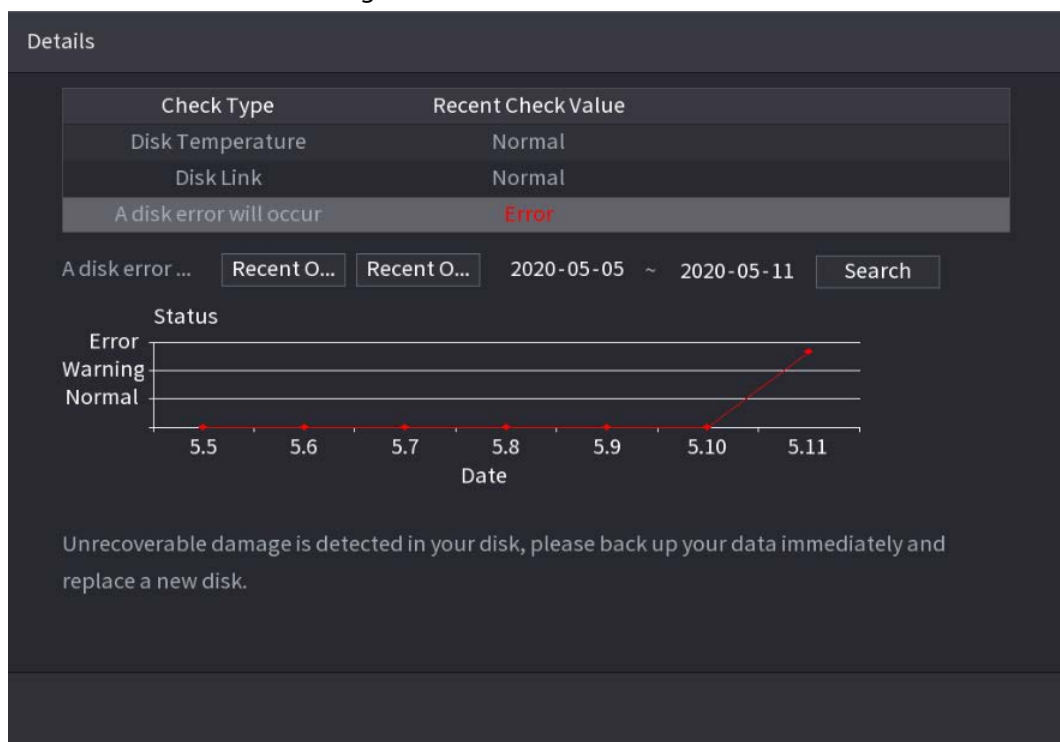 Details
Check Type Recent Check Value
Disk Temperature Normal
Disk Link Normal
A disk error will occur Error
A disk error ... Recent O... Recent O... 2020-05-05 ~ 2020-05-11 Search
Status
Error
Warning
Normal
5.5 5.6 5.7 5.8 5.9 5.10 5.11
Date
Unrecoverable damage is detected in your disk, please back up your data immediately and
replace a new disk.